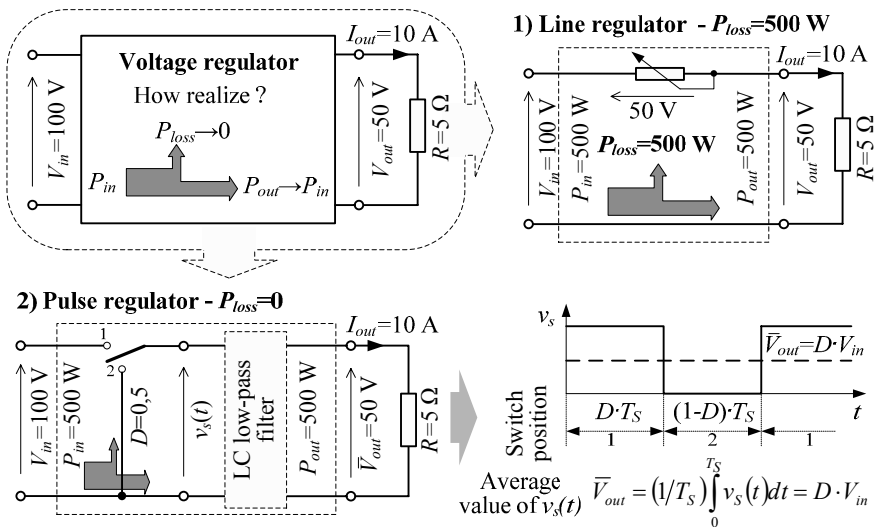 I_out=10 A
Voltage regulator
How realize ?
P_loss→0
P_in
P_out→P_in
V_in=100 V
V_out=50 V
R=5 Ω
1) Line regulator - P_loss=500 W
I_out=10 A
50 V
V_in=100 V
P_in=500 W
P_loss=500 W
P_out=500 W
V_out=50 V
R=5 Ω
2) Pulse regulator - P_loss=0
I_out=10 A
1
2
V_in=100 V
P_in=500 W
D=0,5
v_s(t)
LC low-pass
filter
P_out=500 W
V̅_out=50 V
R=5 Ω
v_s
V̅_out=D·V_in
t
Switch
position
D·T_S
(1-D)·T_S
1
2
1
Average
value of v_s(t)
V̅_out = (1/T_S) ∫_0^{T_S} v_S(t)dt = D · V_in